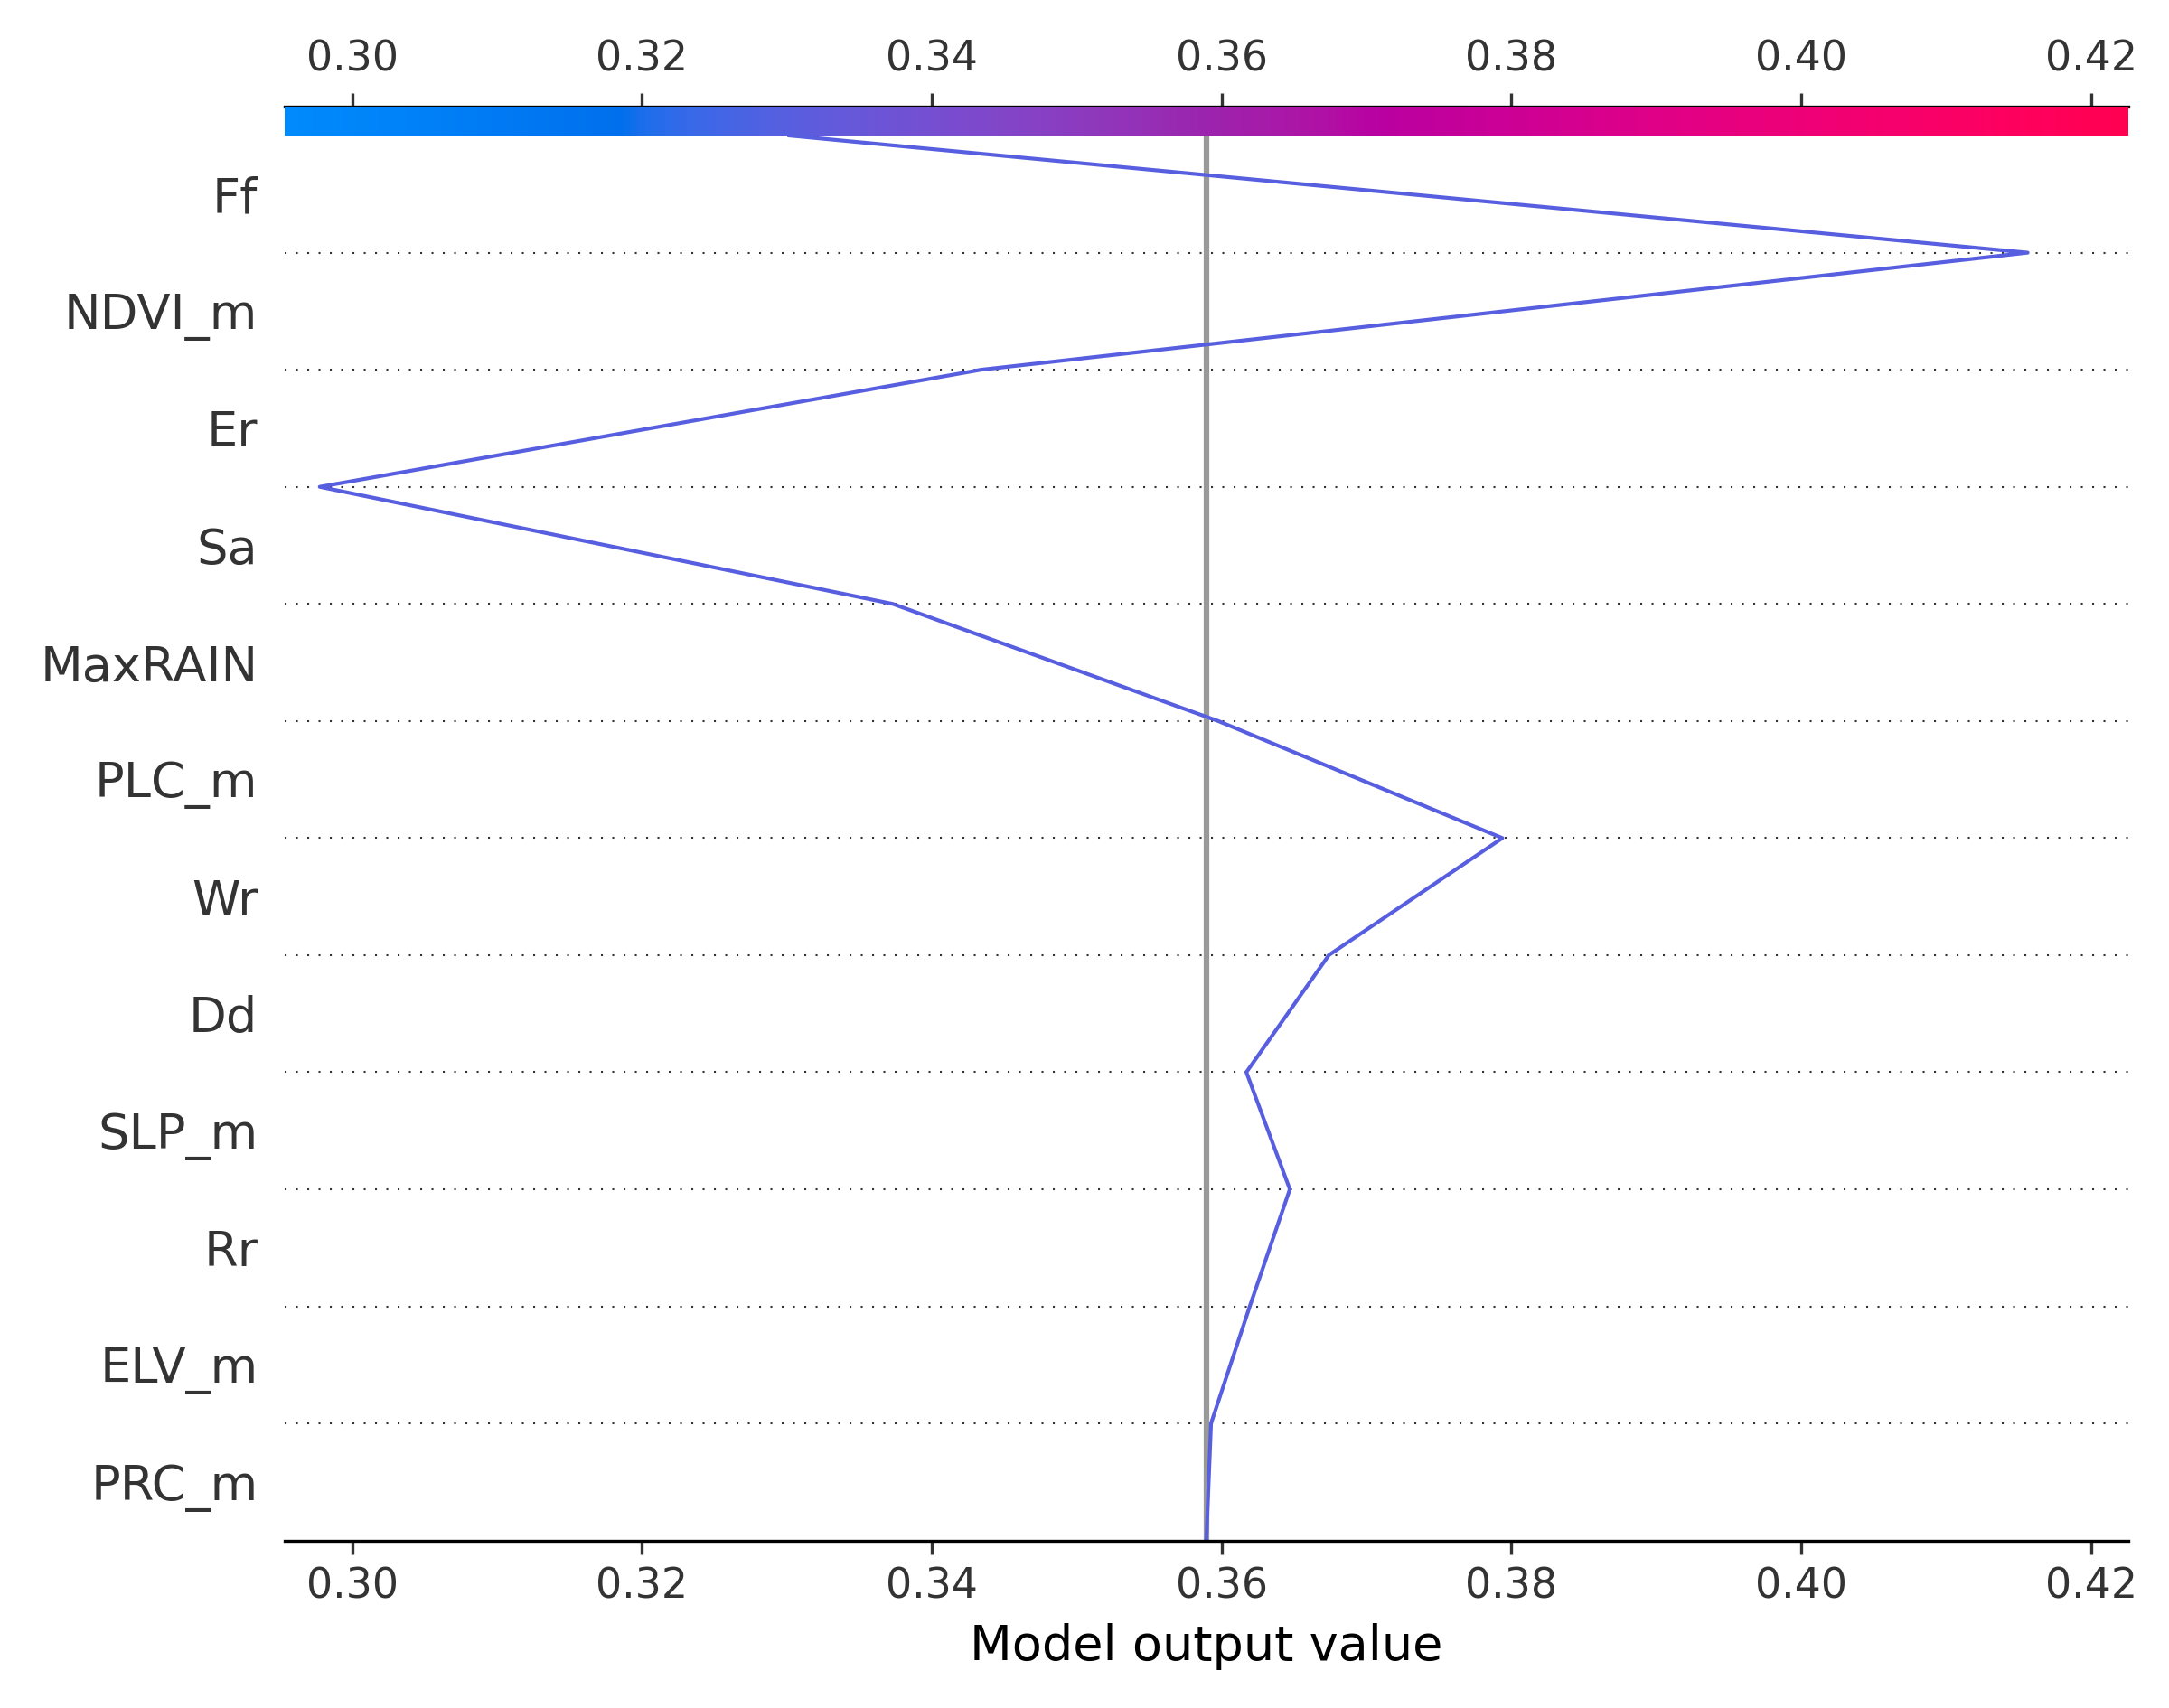 0.30 0.32 0.34 0.36 0.38 0.40 0.42
Ff
NDVI_m
Er
Sa
MaxRAIN
PLC_m
Wr
Dd
SLP_m
Rr
ELV_m
PRC_m
0.30 0.32 0.34 0.36 0.38 0.40 0.42
Model output value